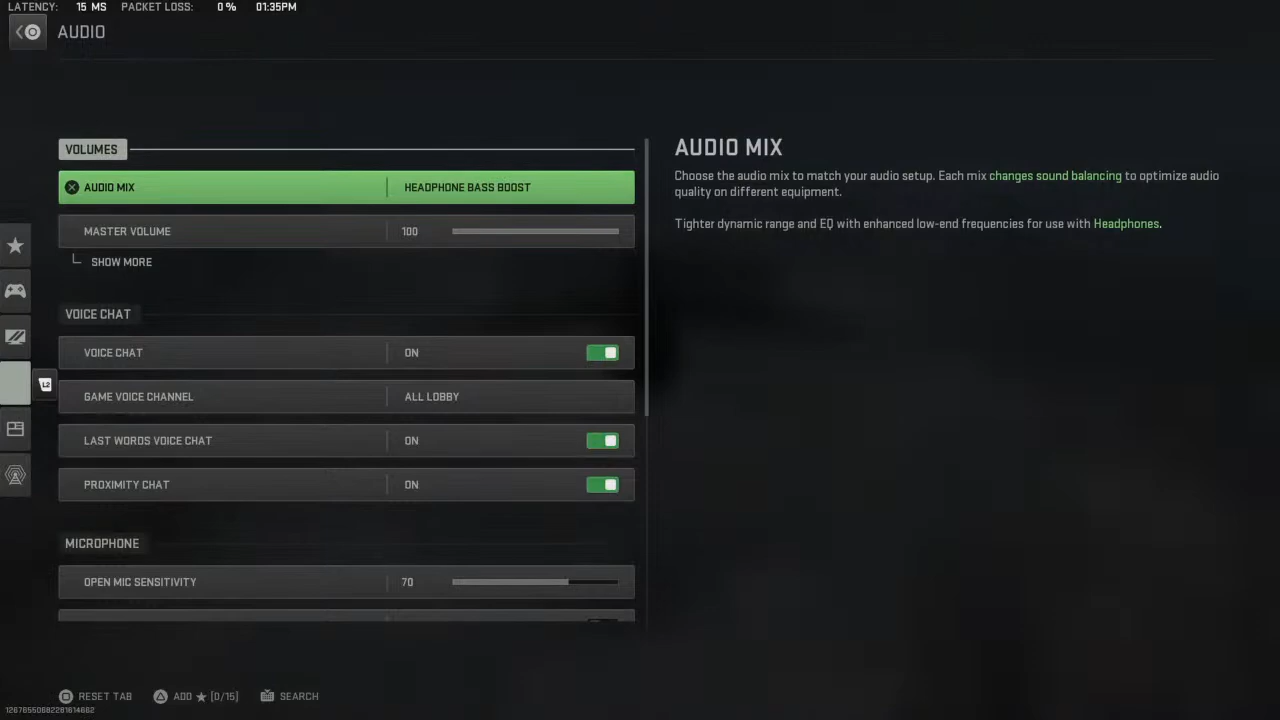 LATENCY: 15 MS PACKET LOSS: 0 % 01:35PM
AUDIO
VOLUMES
AUDIO MIX HEADPHONE BASS BOOST
MASTER VOLUME 100
SHOW MORE
VOICE CHAT
VOICE CHAT ON
GAME VOICE CHANNEL ALL LOBBY
LAST WORDS VOICE CHAT ON
PROXIMITY CHAT ON
MICROPHONE
OPEN MIC SENSITIVITY 70
AUDIO MIX
Choose the audio mix to match your audio setup. Each mix changes sound balancing to optimize audio
quality on different equipment.
Tighter dynamic range and EQ with enhanced low-end frequencies for use with Headphones.
L2
RESET TAB ADD ★ [0/15] SEARCH